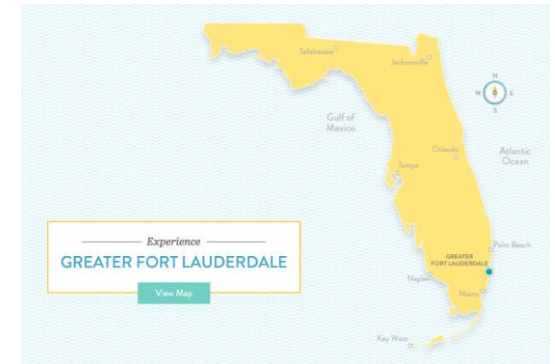 Tallahasse
Jacksonville
N
W
E
S
Gulf of
Mexico
Orlando
Atlantic
Ocean
Tampa
Experience
GREATER FORT LAUDERDALE
View Map
Palm Beach
GREATER
FORT LAUDERDALE
Naples
Miami
Key West